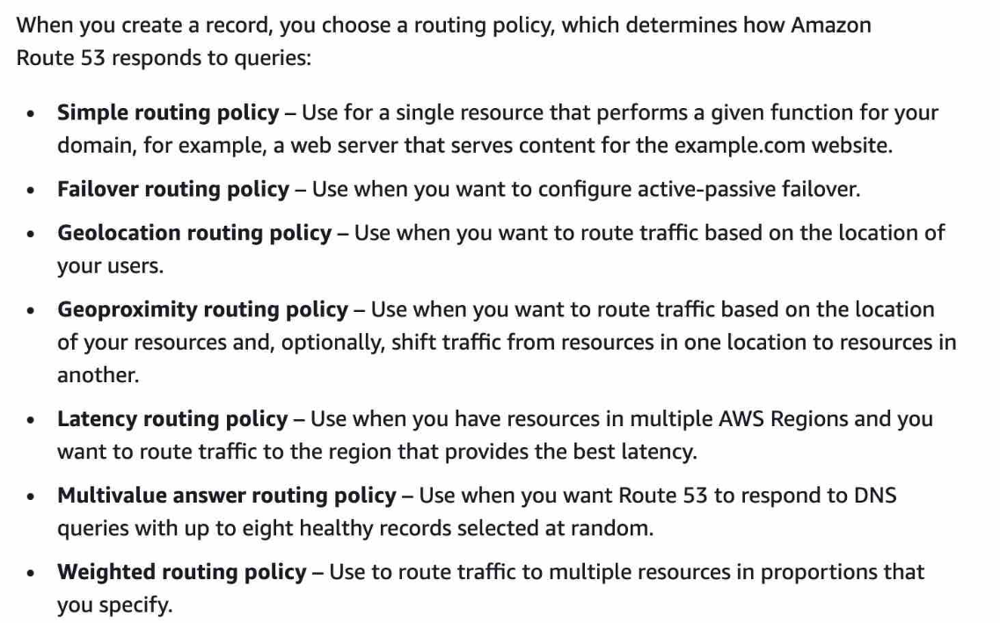 When you create a record, you choose a routing policy, which determines how Amazon
Route 53 responds to queries:
• Simple routing policy – Use for a single resource that performs a given function for your
domain, for example, a web server that serves content for the example.com website.
• Failover routing policy – Use when you want to configure active-passive failover.
• Geolocation routing policy – Use when you want to route traffic based on the location of
your users.
• Geoproximity routing policy – Use when you want to route traffic based on the location
of your resources and, optionally, shift traffic from resources in one location to resources in
another.
• Latency routing policy – Use when you have resources in multiple AWS Regions and you
want to route traffic to the region that provides the best latency.
• Multivalue answer routing policy – Use when you want Route 53 to respond to DNS
queries with up to eight healthy records selected at random.
• Weighted routing policy – Use to route traffic to multiple resources in proportions that
you specify.